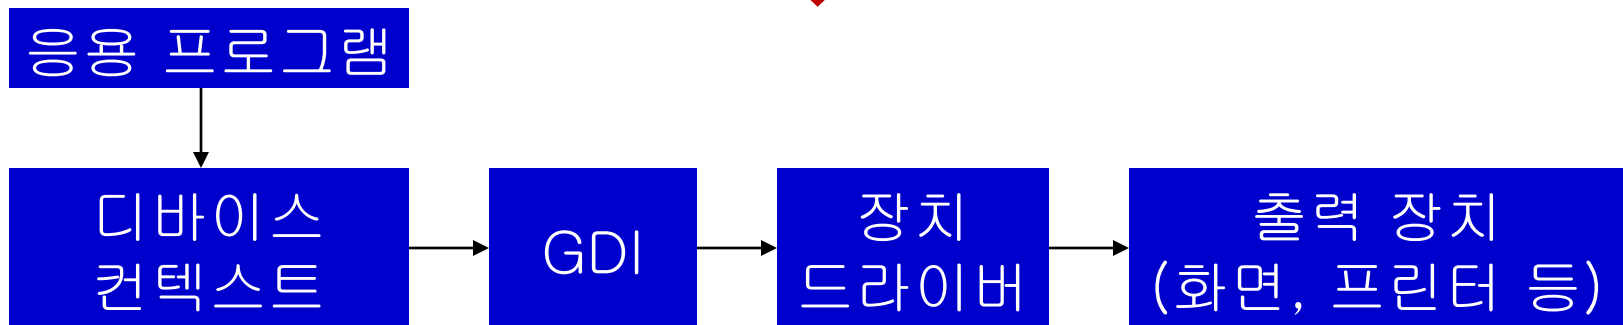 응용 프로그램
디바이스
컨텍스트
GDI
장치
드라이버
출력 장치
(화면, 프린터 등)